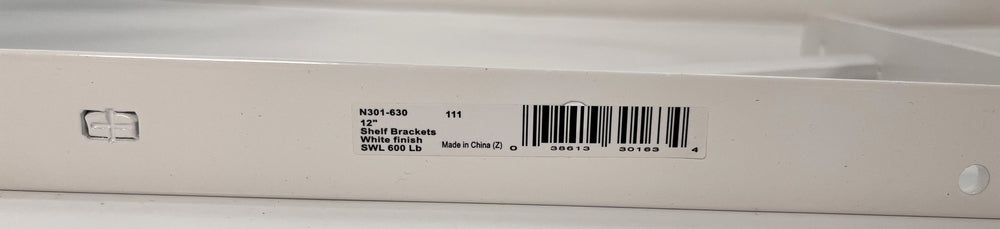 N301-630 111
12"
Shelf Brackets
White finish
SWL 600 Lb Made in China (Z)
0 38613 30163 4